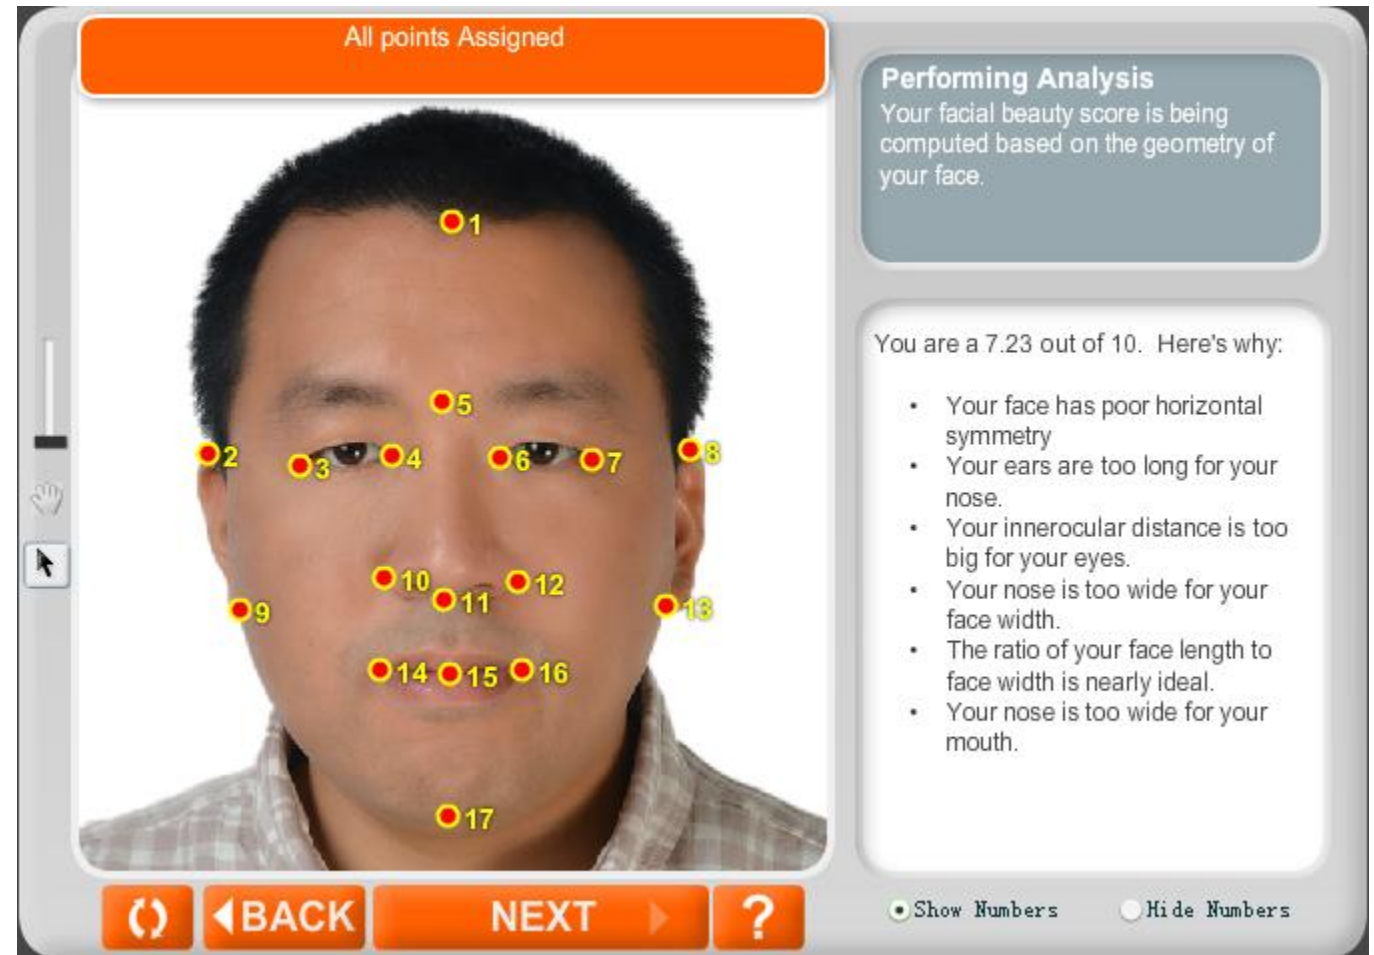 All points Assigned
Performing Analysis
Your facial beauty score is being
computed based on the geometry of
your face.
1
5
2
3
4
6
7
8
10
12
11
9
13
14
15
16
17
You are a 7.23 out of 10. Here's why:
• Your face has poor horizontal
symmetry
• Your ears are too long for your
nose.
• Your innerocular distance is too
big for your eyes.
• Your nose is too wide for your
face width.
• The ratio of your face length to
face width is nearly ideal.
• Your nose is too wide for your
mouth.
BACK
NEXT
?
Show Numbers
Hide Numbers